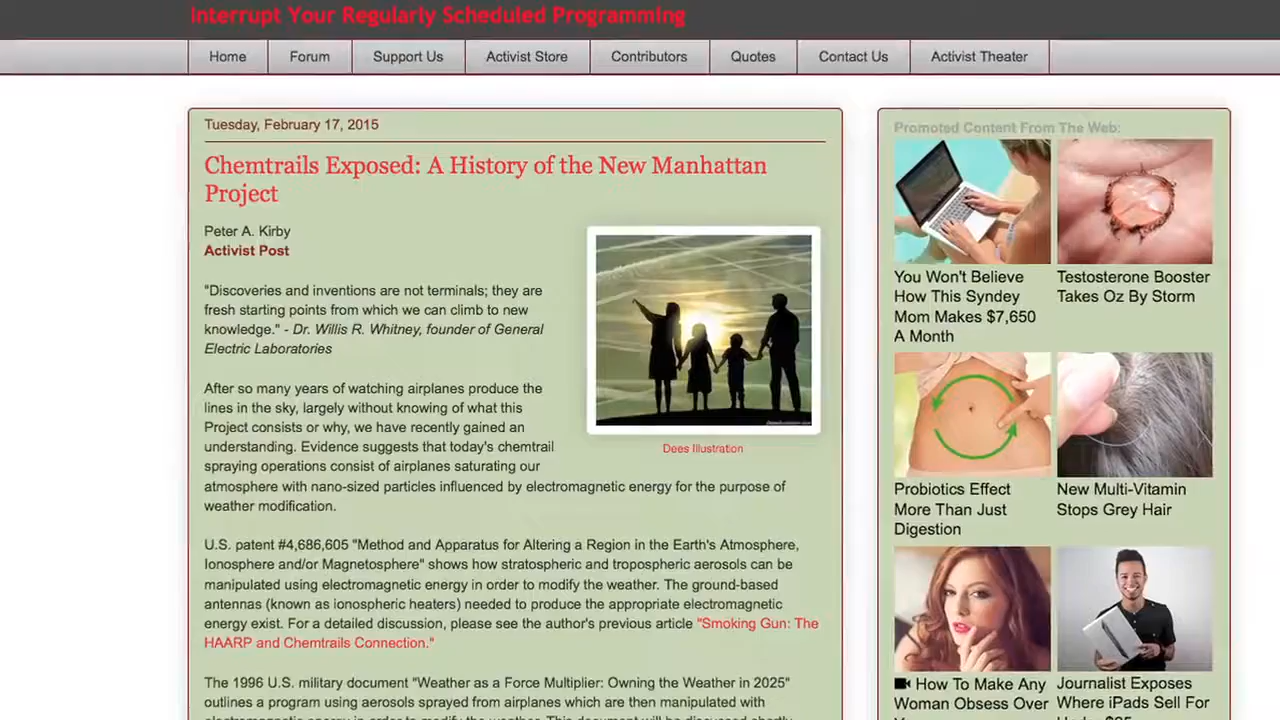 Interrupt Your Regularly Scheduled Programming
Home
Forum
Support Us
Activist Store
Contributors
Quotes
Contact Us
Activist Theater
Tuesday, February 17, 2015
Chemtrails Exposed: A History of the New Manhattan
Project
Peter A. Kirby
Activist Post
"Discoveries and inventions are not terminals; they are
fresh starting points from which we can climb to new
knowledge." - Dr. Willis R. Whitney, founder of General
Electric Laboratories
Dees Illustration
After so many years of watching airplanes produce the
lines in the sky, largely without knowing of what this
Project consists or why, we have recently gained an
understanding. Evidence suggests that today's chemtrail
spraying operations consist of airplanes saturating our
atmosphere with nano-sized particles influenced by electromagnetic energy for the purpose of
weather modification.
U.S. patent #4,686,605 "Method and Apparatus for Altering a Region in the Earth's Atmosphere,
Ionosphere and/or Magnetosphere" shows how stratospheric and tropospheric aerosols can be
manipulated using electromagnetic energy in order to modify the weather. The ground-based
antennas (known as ionospheric heaters) needed to produce the appropriate electromagnetic
energy exist. For a detailed discussion, please see the author's previous article "Smoking Gun: The
HAARP and Chemtrails Connection."
The 1996 U.S. military document "Weather as a Force Multiplier: Owning the Weather in 2025"
outlines a program using aerosols sprayed from airplanes which are then manipulated with
Promoted Content From The Web:
You Won't Believe
How This Syndey
Mom Makes $7,650
A Month
Testosterone Booster
Takes Oz By Storm
Probiotics Effect
More Than Just
Digestion
New Multi-Vitamin
Stops Grey Hair
How To Make Any
Woman Obsess Over
Journalist Exposes
Where iPads Sell For